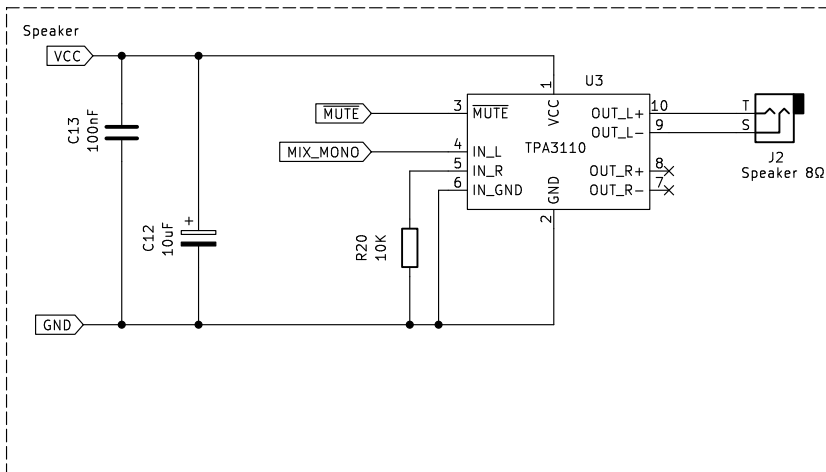 Speaker
VCC
C13
100nF
C12
10uF
+
GND
MUTE
MIX_MONO
R20
10K
U3
TPA3110
1
VCC
3 MUTE
4 IN_L
5 IN_R
6 IN_GND
GND
2
OUT_L+ 10
OUT_L- 9
OUT_R+ 8
OUT_R- 7
T
S
J2
Speaker 8Ω